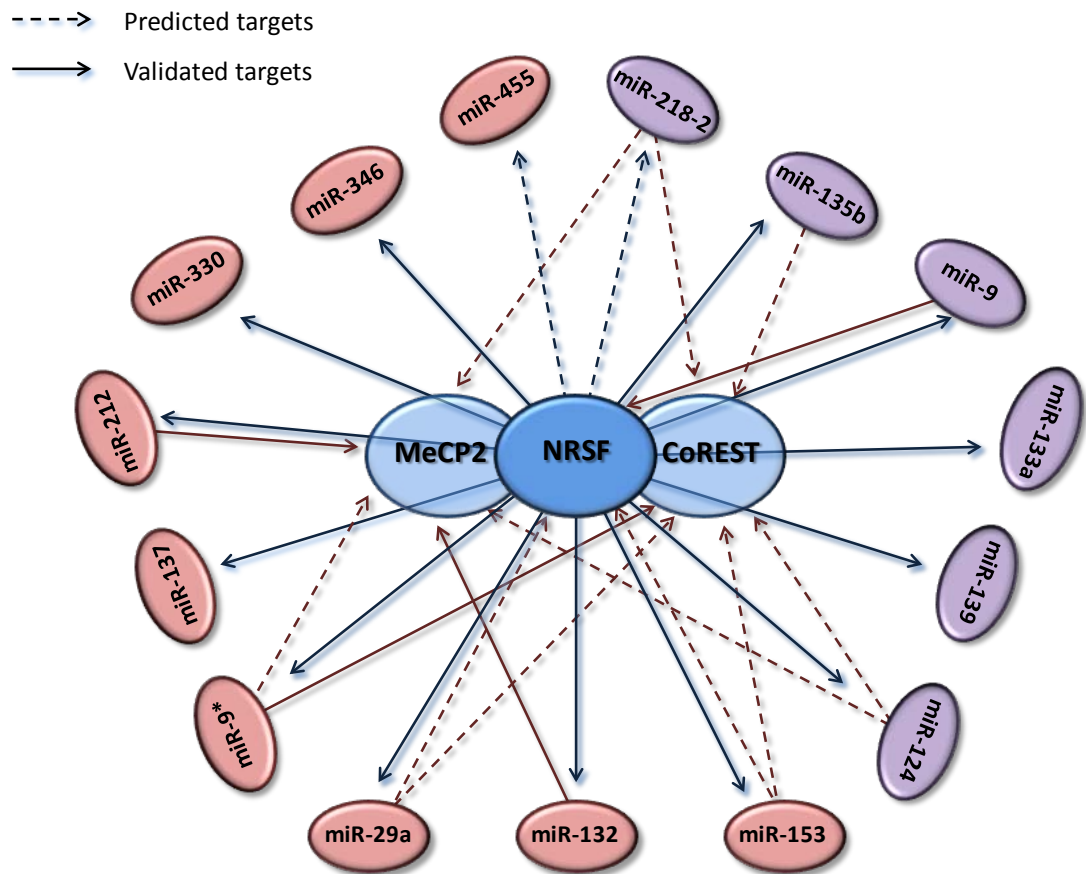 Predicted targets
Validated targets
miR-455
miR-218-2
miR-346
miR-135b
miR-330
miR-9
miR-212
miR-133a
MeCP2
NRSF
CoREST
miR-137
miR-139
miR-9*
miR-124
miR-29a
miR-132
miR-153